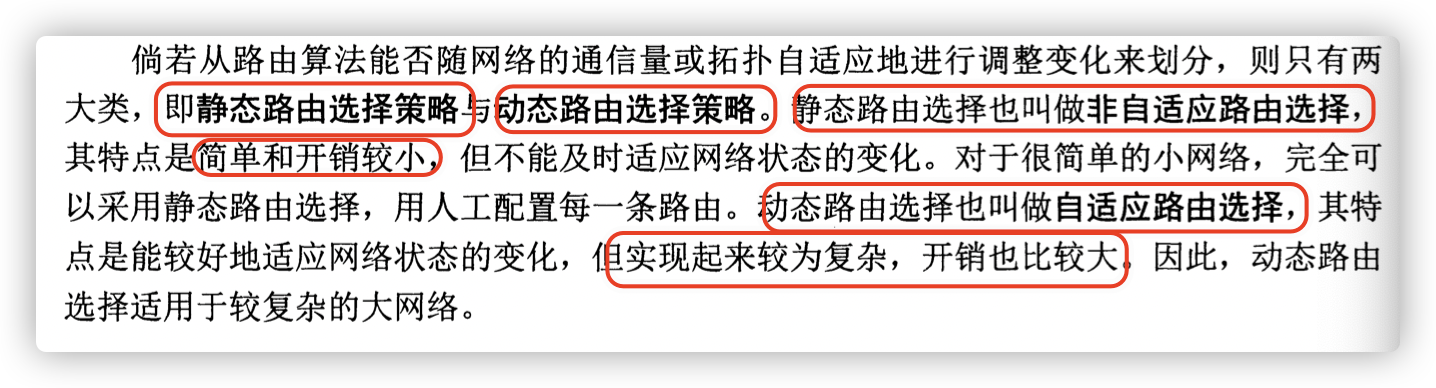 倘若从路由算法能否随网络的通信量或拓扑自适应地进行调整变化来划分，则只有两
大类，即静态路由选择策略与动态路由选择策略。静态路由选择也叫做非自适应路由选择，
其特点是简单和开销较小，但不能及时适应网络状态的变化。对于很简单的小网络，完全可
以采用静态路由选择，用人工配置每一条路由。动态路由选择也叫做自适应路由选择，其特
点是能较好地适应网络状态的变化，但实现起来较为复杂，开销也比较大。因此，动态路由
选择适用于较复杂的大网络。